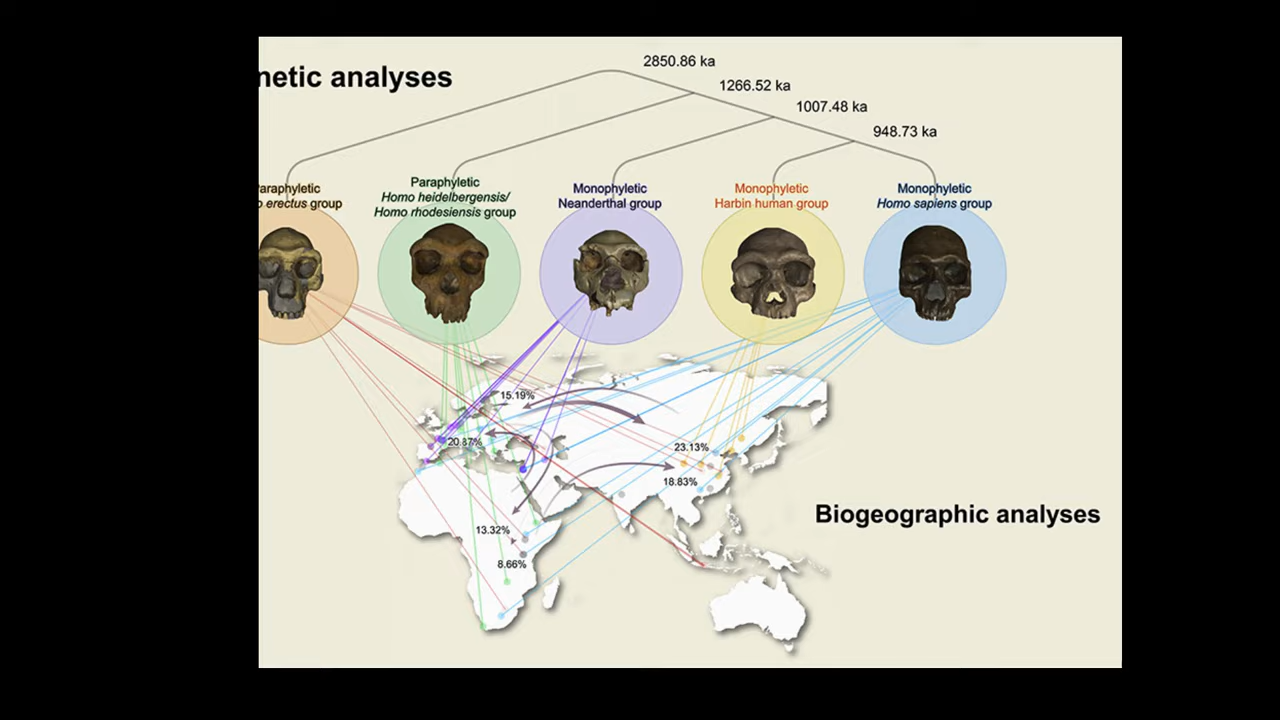 netic analyses
2850.86 ka
1266.52 ka
1007.48 ka
948.73 ka
araphyletic
o erectus group
Paraphyletic
Homo heidelbergensis/
Homo rhodesiensis group
Monophyletic
Neanderthal group
Monophyletic
Harbin human group
Monophyletic
Homo sapiens group
15.19%
20.87%
23.13%
18.83%
13.32%
8.66%
Biogeographic analyses